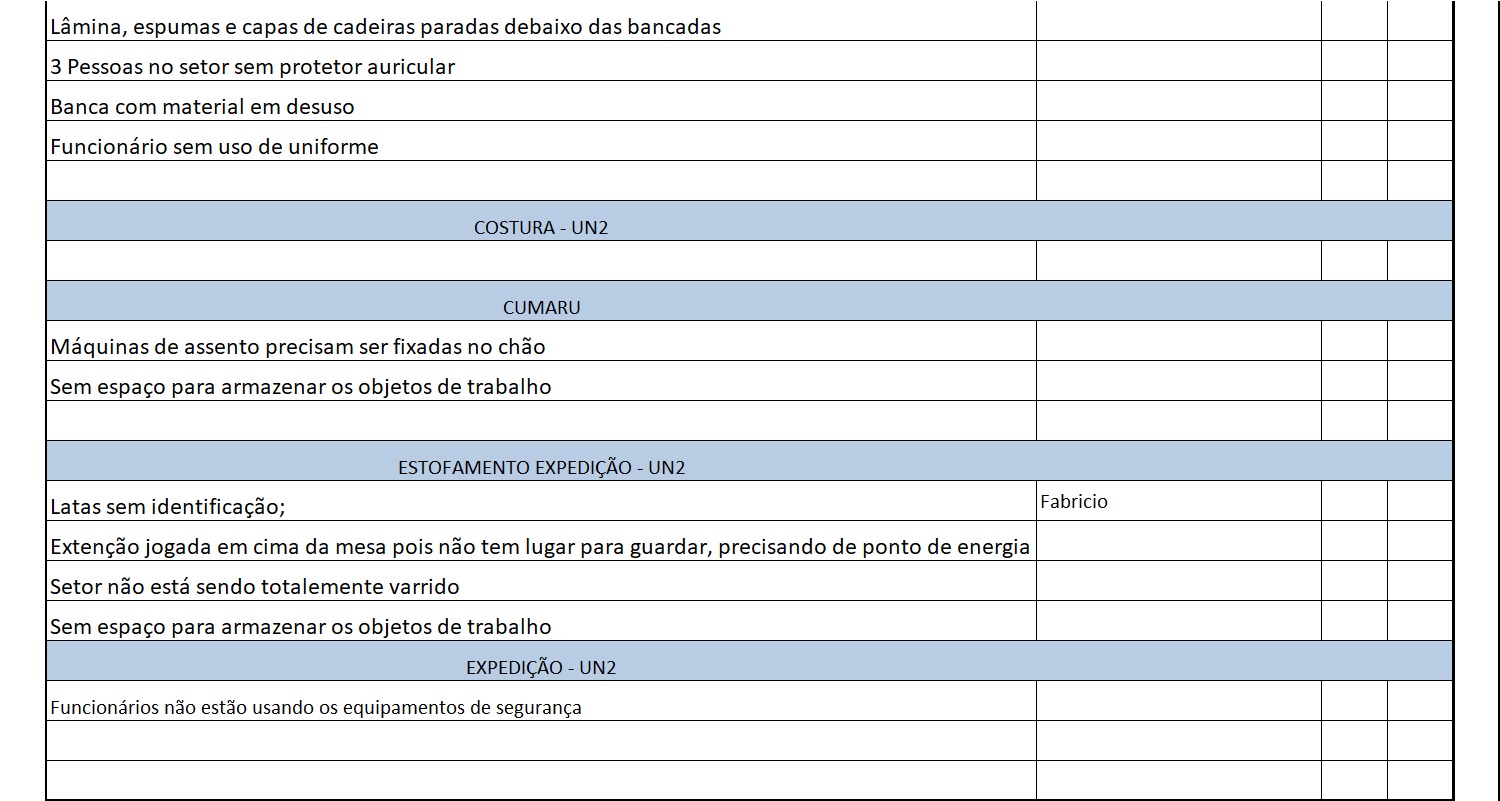 Lâmina, espumas e capas de cadeiras paradas debaixo das bancadas
3 Pessoas no setor sem protetor auricular
Banca com material em desuso
Funcionário sem uso de uniforme
COSTURA - UN2
CUMARU
Máquinas de assento precisam ser fixadas no chão
Sem espaço para armazenar os objetos de trabalho
ESTOFAMENTO EXPEDIÇÃO - UN2
Latas sem identificação; Fabricio
Extenção jogada em cima da mesa pois não tem lugar para guardar, precisando de ponto de energia
Setor não está sendo totalemente varrido
Sem espaço para armazenar os objetos de trabalho
EXPEDIÇÃO - UN2
Funcionários não estão usando os equipamentos de segurança